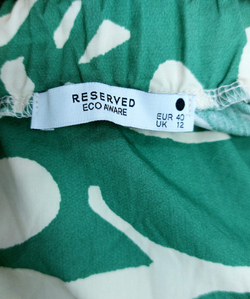 RESERVED
ECO AWARE
EUR 40
UK 12